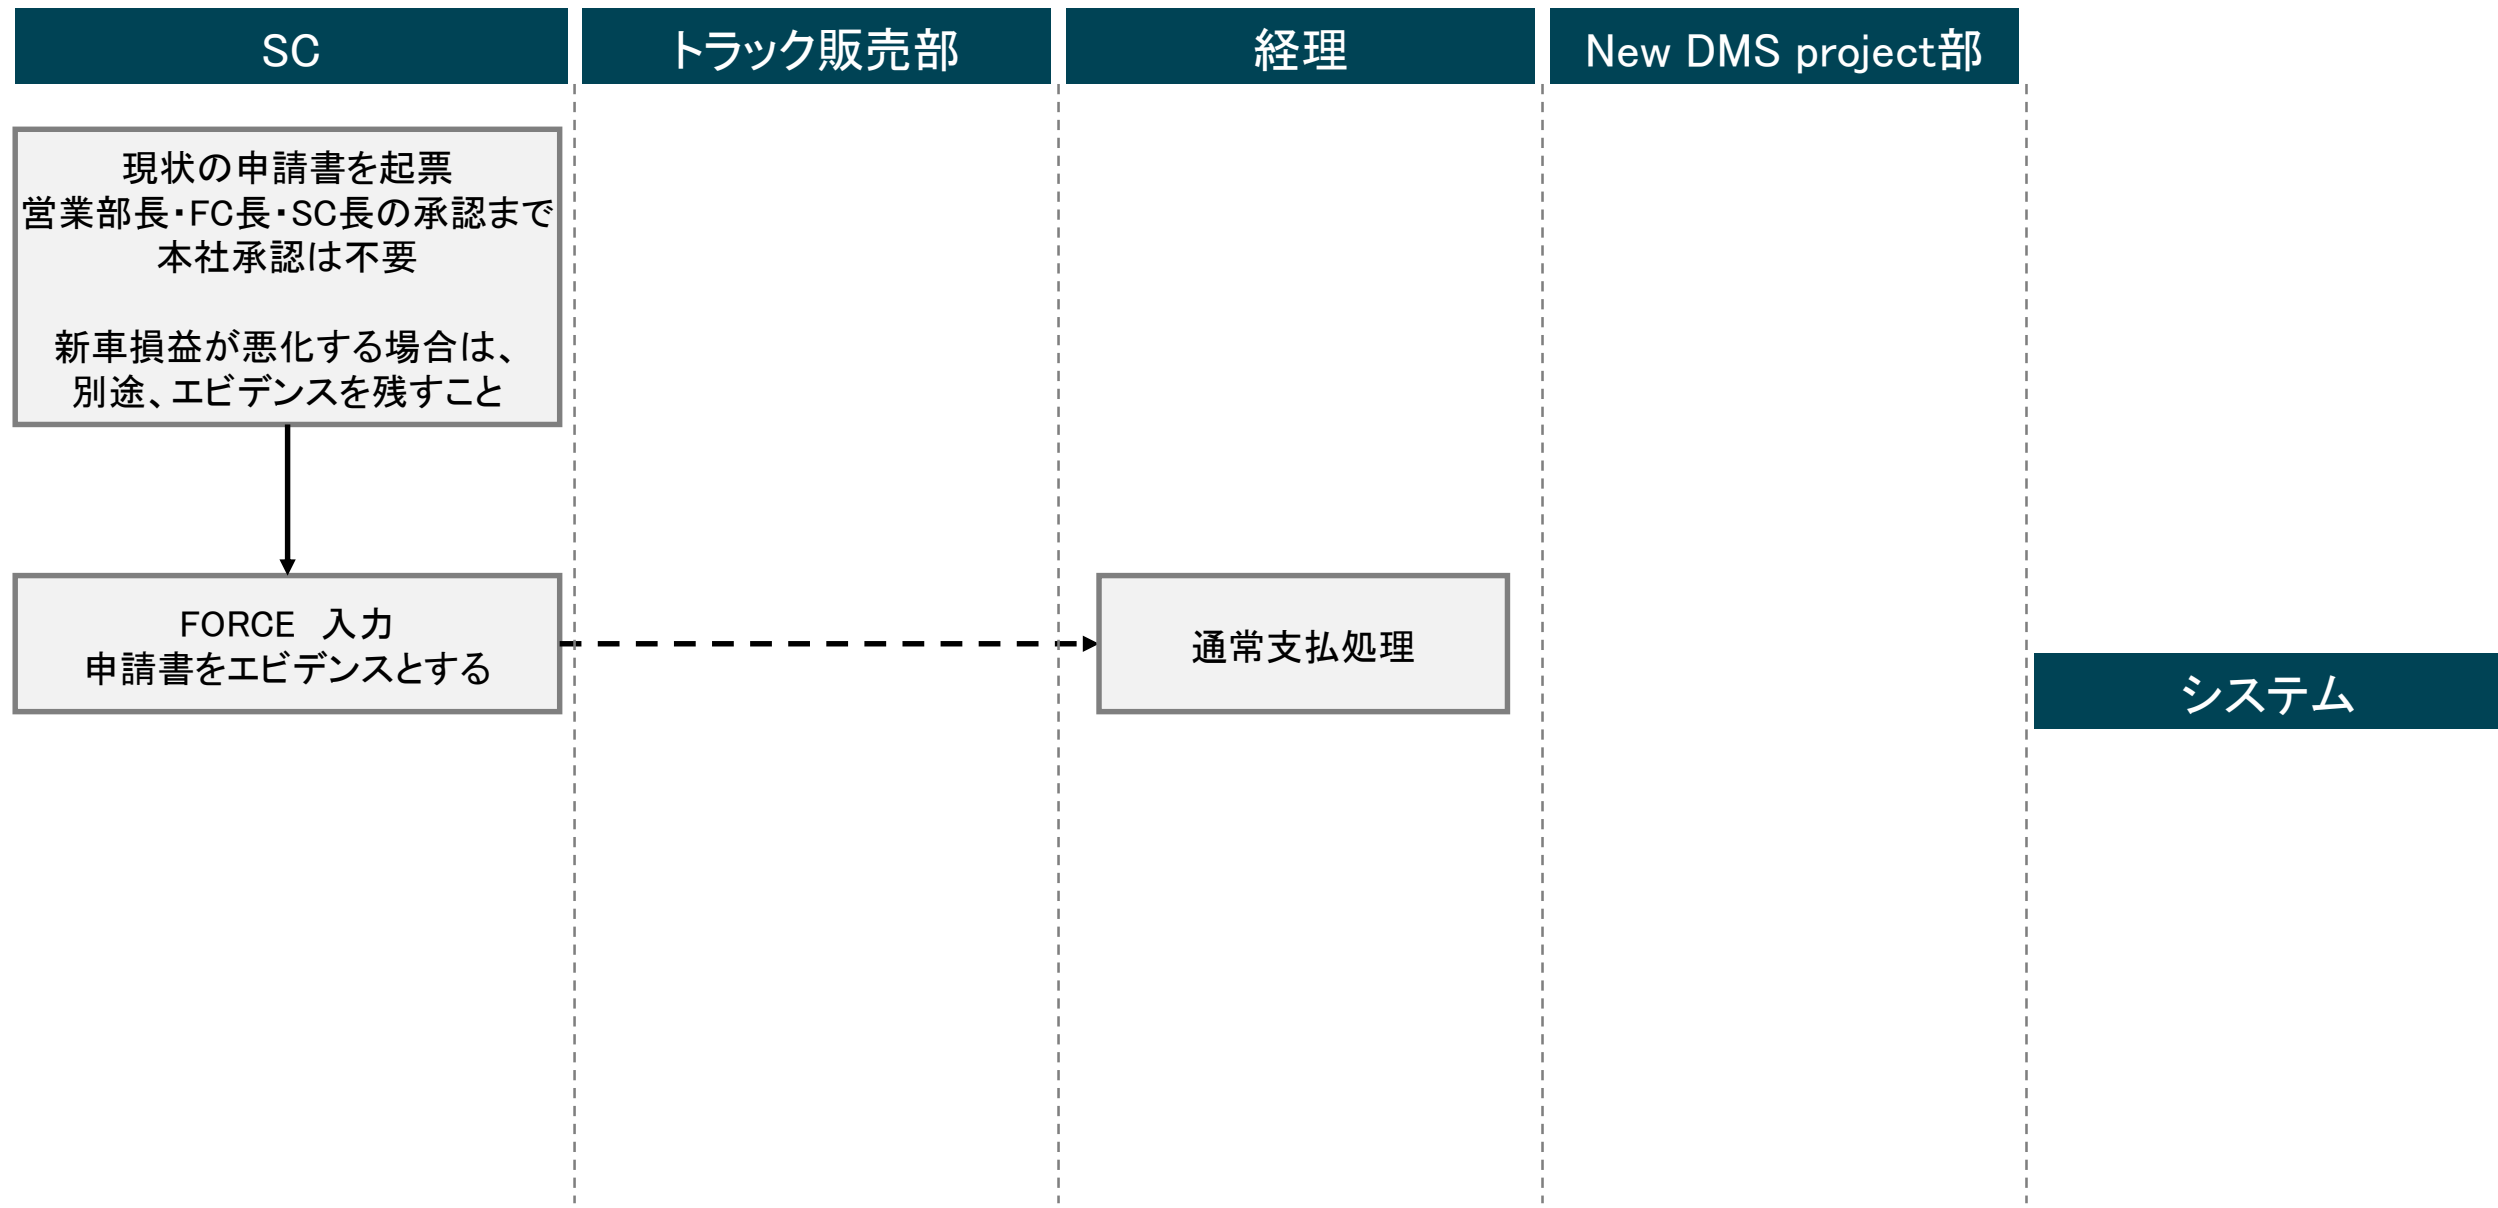 SC
トラック販売部
経理
New DMS project部
現状の申請書を起票
営業部長・FC長・SC長の承認まで
本社承認は不要
新車損益が悪化する場合は、
別途、エビデンスを残すこと
FORCE　入力
申請書をエビデンスとする
通常支払処理
システム